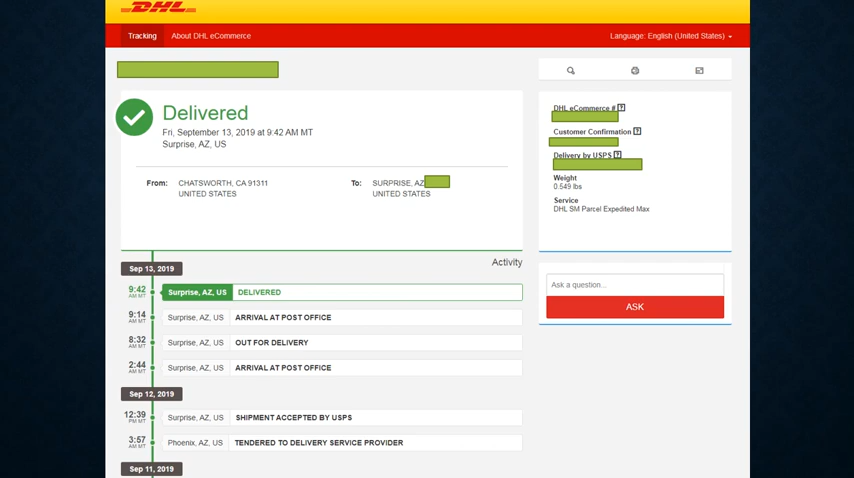 DHL
Tracking About DHL eCommerce Language: English (United States)
Delivered
Fri, September 13, 2019 at 9:42 AM MT
Surprise, AZ, US
From: CHATSWORTH, CA 91311
UNITED STATES
To: SURPRISE, AZ
UNITED STATES
DHL eCommerce # ?
Customer Confirmation ?
Delivery by USPS ?
Weight
0.549 lbs
Service
DHL SM Parcel Expedited Max
Activity
Sep 13, 2019
9:42 AM MT Surprise, AZ, US DELIVERED
9:14 AM MT Surprise, AZ, US ARRIVAL AT POST OFFICE
8:32 AM MT Surprise, AZ, US OUT FOR DELIVERY
2:44 AM MT Surprise, AZ, US ARRIVAL AT POST OFFICE
Sep 12, 2019
12:39 PM MT Surprise, AZ, US SHIPMENT ACCEPTED BY USPS
3:57 AM MT Phoenix, AZ, US TENDERED TO DELIVERY SERVICE PROVIDER
Sep 11, 2019
Ask a question...
ASK